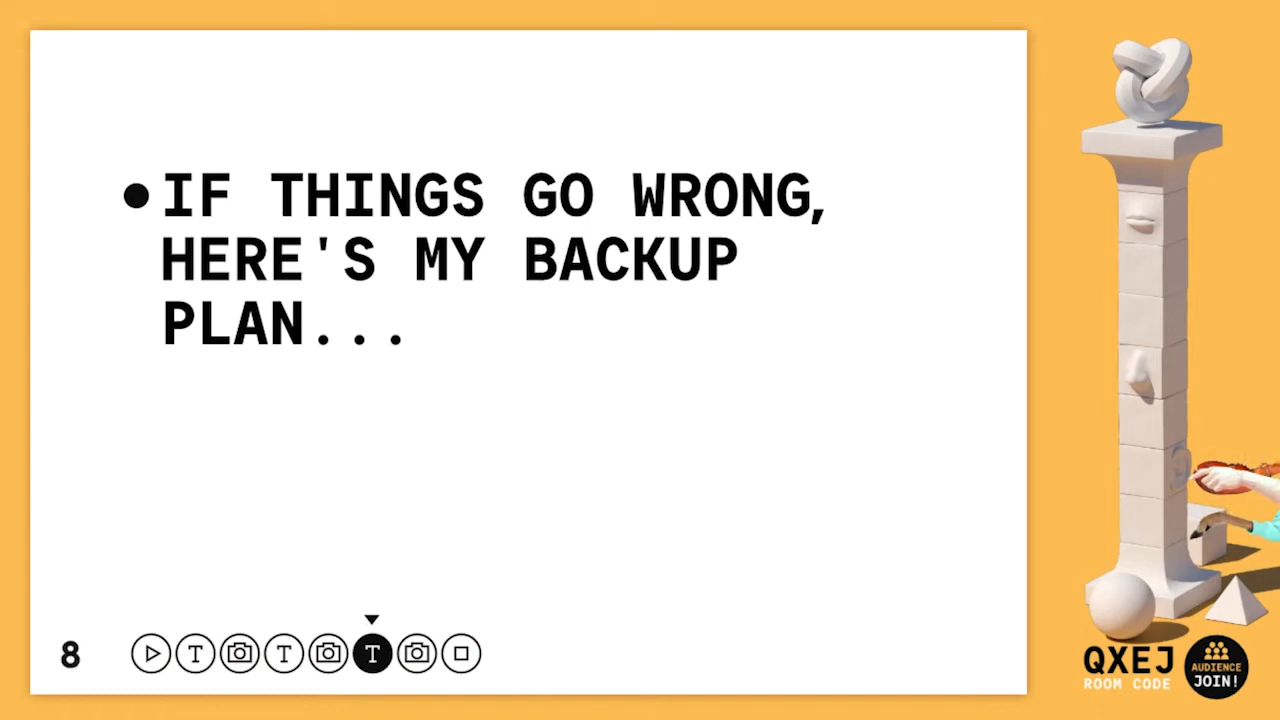 •IF THINGS GO WRONG,
HERE'S MY BACKUP
PLAN...
8
T
T
T
QXEJ
ROOM CODE
AUDIENCE
JOIN!